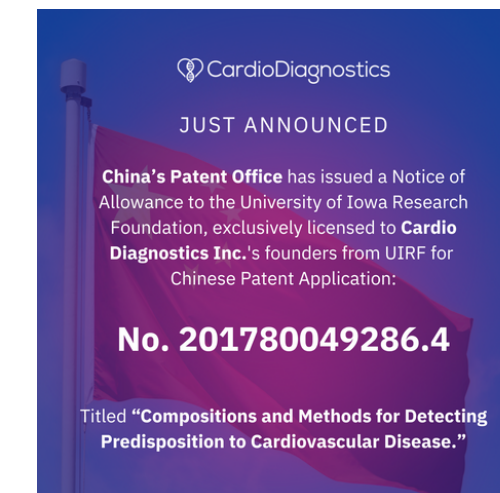 CardioDiagnostics
JUST ANNOUNCED
China's Patent Office has issued a Notice of
Allowance to the University of Iowa Research
Foundation, exclusively licensed to Cardio
Diagnostics Inc.'s founders from UIRF for
Chinese Patent Application:
No. 201780049286.4
Titled “Compositions and Methods for Detecting
Predisposition to Cardiovascular Disease.”